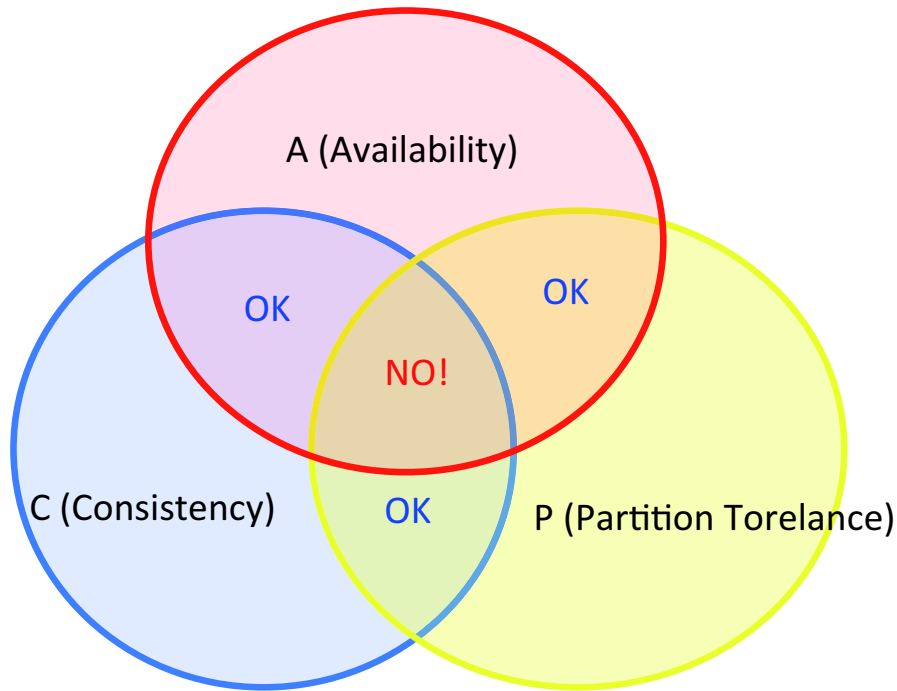 A (Availability)
OK
OK
NO!
C (Consistency)
OK
P (Partition Torelance)